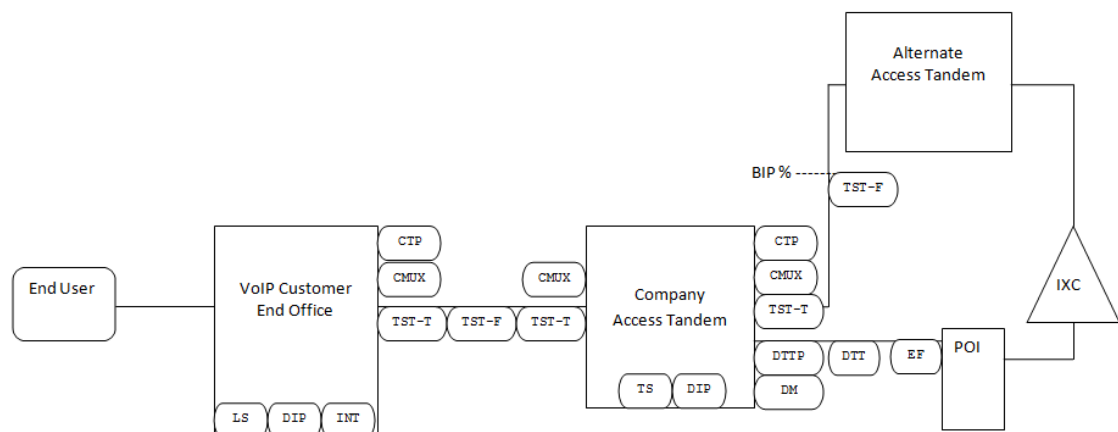 Alternate
Access Tandem
BIP %
TST-F
CTP
CTP
CMUX
CMUX
CMUX
End User
VoIP Customer
End Office
Company
Access Tandem
IXC
TST-T
TST-T
TST-F
TST-T
DTTP
DTT
EF
POI
TS
DIP
DM
LS
DIP
INT